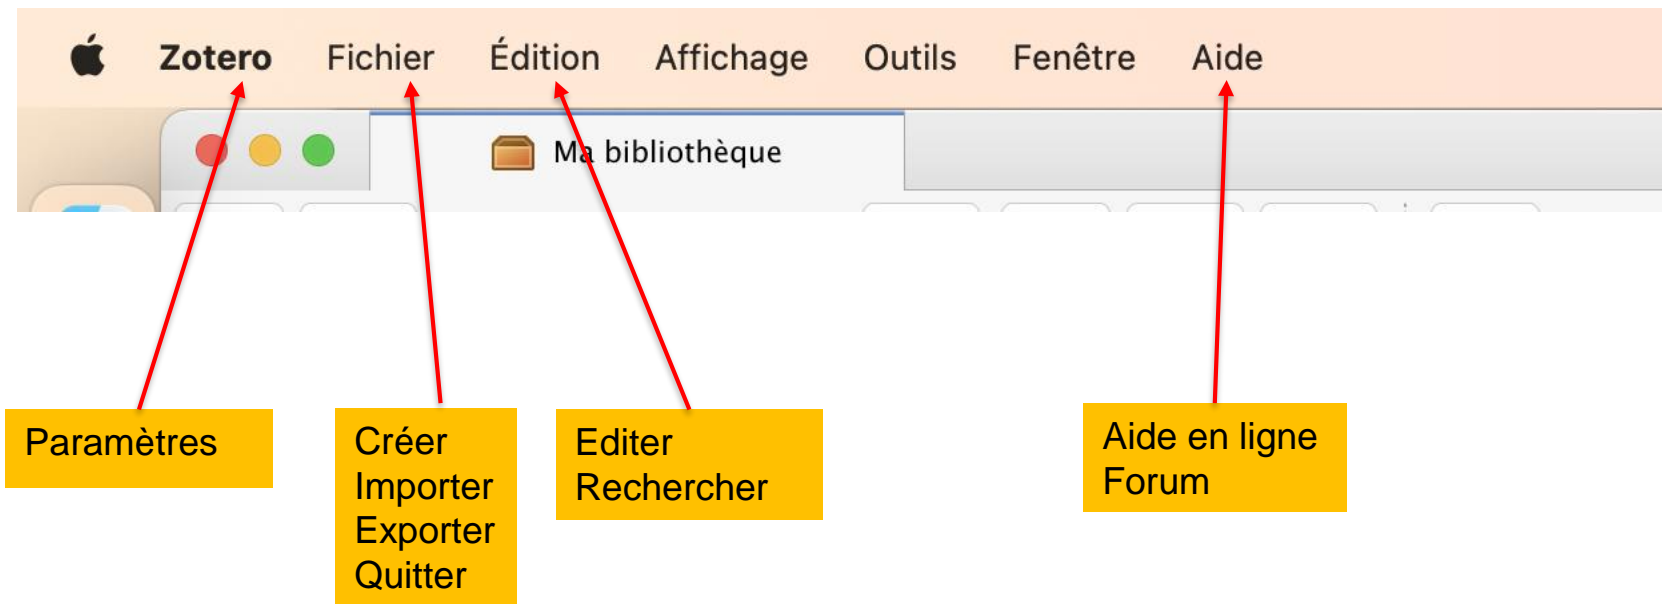 Zotero Fichier Édition Affichage Outils Fenêtre Aide
Ma bibliothèque
Paramètres
Créer
Importer
Exporter
Quitter
Editer
Rechercher
Aide en ligne
Forum